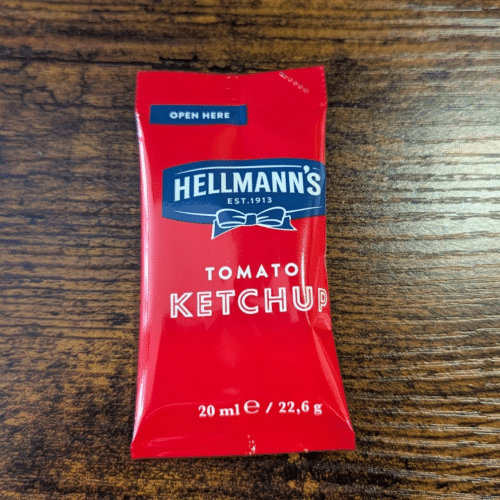 OPEN HERE
HELLMANN'S
EST.1913
TOMATO
KETCHUP
20 ml ℮ / 22,6 g